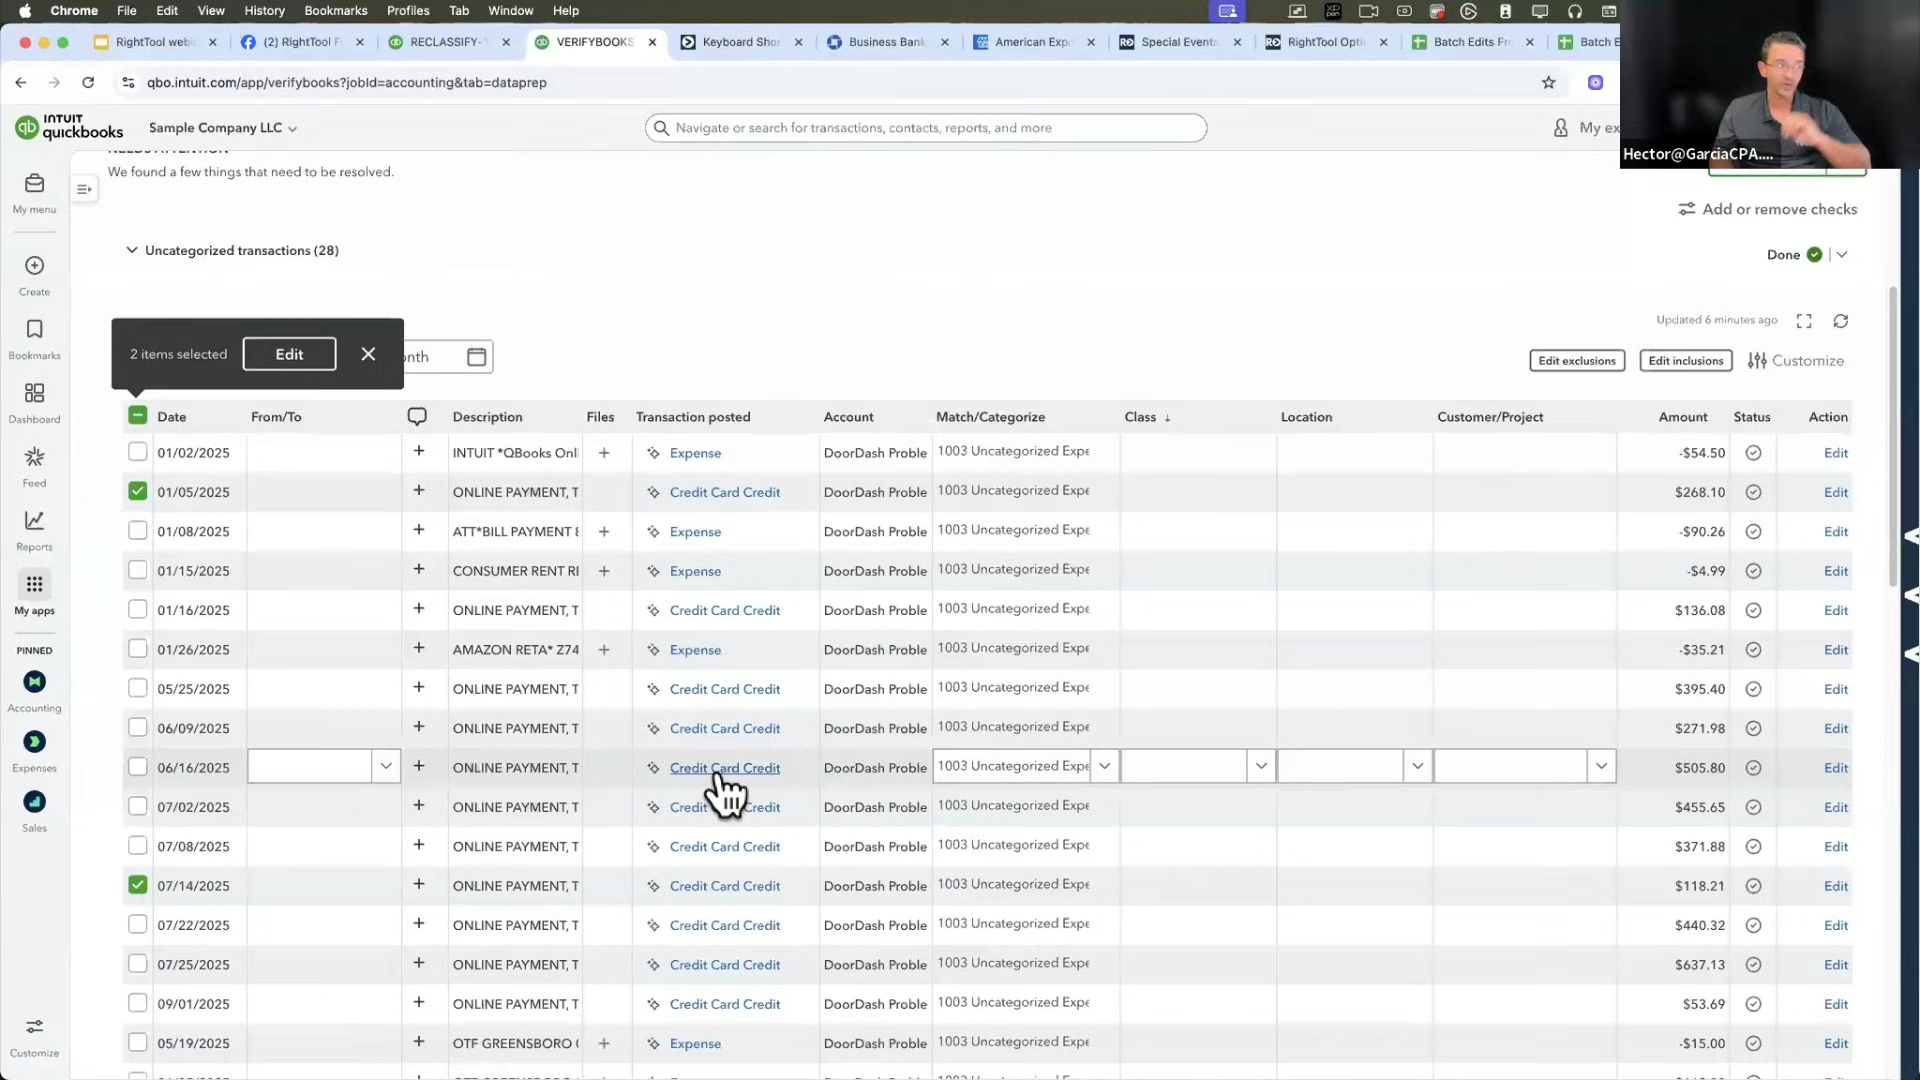 Chrome File Edit View History Bookmarks Profiles Tab Window Help
RightTool web
(2) RightTool F
RECLASSIFY-
VERIFYBOOKS
Keyboard Sho
Business Bank
American Exp
Special Events
RightTool Opti
Batch Edits Fr
Batch E
qbo.intuit.com/app/verifybooks?jobId=accounting&tab=dataprep
Hector@GarciaCPA....
INTUIT quickbooks
Sample Company LLC
Navigate or search for transactions, contacts, reports, and more
My ex
NEEDS ATTENTION
We found a few things that need to be resolved.
Add or remove checks
Uncategorized transactions (28)
Done
Updated 6 minutes ago
2 items selected Edit
onth
Edit exclusions Edit inclusions Customize
Date From/To Description Files Transaction posted Account Match/Categorize Class ↓ Location Customer/Project Amount Status Action
01/02/2025 + INTUIT *QBooks Onl + Expense DoorDash Proble 1003 Uncategorized Expe -$54.50 Edit
01/05/2025 + ONLINE PAYMENT, T Credit Card Credit DoorDash Proble 1003 Uncategorized Expe $268.10 Edit
01/08/2025 + ATT*BILL PAYMENT 8 + Expense DoorDash Proble 1003 Uncategorized Expe -$90.26 Edit
01/15/2025 + CONSUMER RENT RI + Expense DoorDash Proble 1003 Uncategorized Expe -$4.99 Edit
01/16/2025 + ONLINE PAYMENT, T Credit Card Credit DoorDash Proble 1003 Uncategorized Expe $136.08 Edit
01/26/2025 + AMAZON RETA* Z74 + Expense DoorDash Proble 1003 Uncategorized Expe -$35.21 Edit
05/25/2025 + ONLINE PAYMENT, T Credit Card Credit DoorDash Proble 1003 Uncategorized Expe $395.40 Edit
06/09/2025 + ONLINE PAYMENT, T Credit Card Credit DoorDash Proble 1003 Uncategorized Expe $271.98 Edit
06/16/2025 + ONLINE PAYMENT, T Credit Card Credit DoorDash Proble 1003 Uncategorized Expe $505.80 Edit
07/02/2025 + ONLINE PAYMENT, T Credit Credit DoorDash Proble 1003 Uncategorized Expe $455.65 Edit
07/08/2025 + ONLINE PAYMENT, T Credit Card Credit DoorDash Proble 1003 Uncategorized Expe $371.88 Edit
07/14/2025 + ONLINE PAYMENT, T Credit Card Credit DoorDash Proble 1003 Uncategorized Expe $118.21 Edit
07/22/2025 + ONLINE PAYMENT, T Credit Card Credit DoorDash Proble 1003 Uncategorized Expe $440.32 Edit
07/25/2025 + ONLINE PAYMENT, T Credit Card Credit DoorDash Proble 1003 Uncategorized Expe $637.13 Edit
09/01/2025 + ONLINE PAYMENT, T Credit Card Credit DoorDash Proble 1003 Uncategorized Expe $53.69 Edit
05/19/2025 + OTF GREENSBORO ( + Expense DoorDash Proble 1003 Uncategorized Expe -$15.00 Edit
My menu
Create
Bookmarks
Dashboard
Feed
Reports
My apps
PINNED
Accounting
Expenses
Sales
Customize